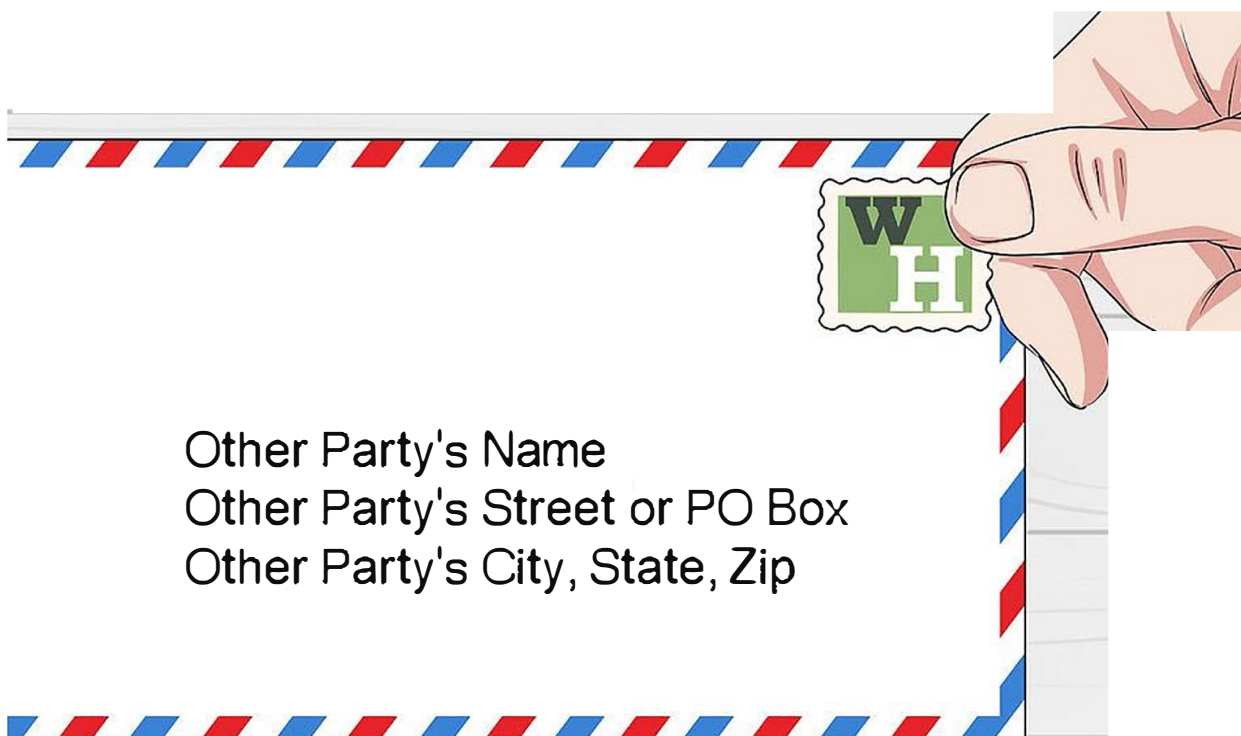 W
H
Other Party's Name
Other Party's Street or PO Box
Other Party's City, State, Zip